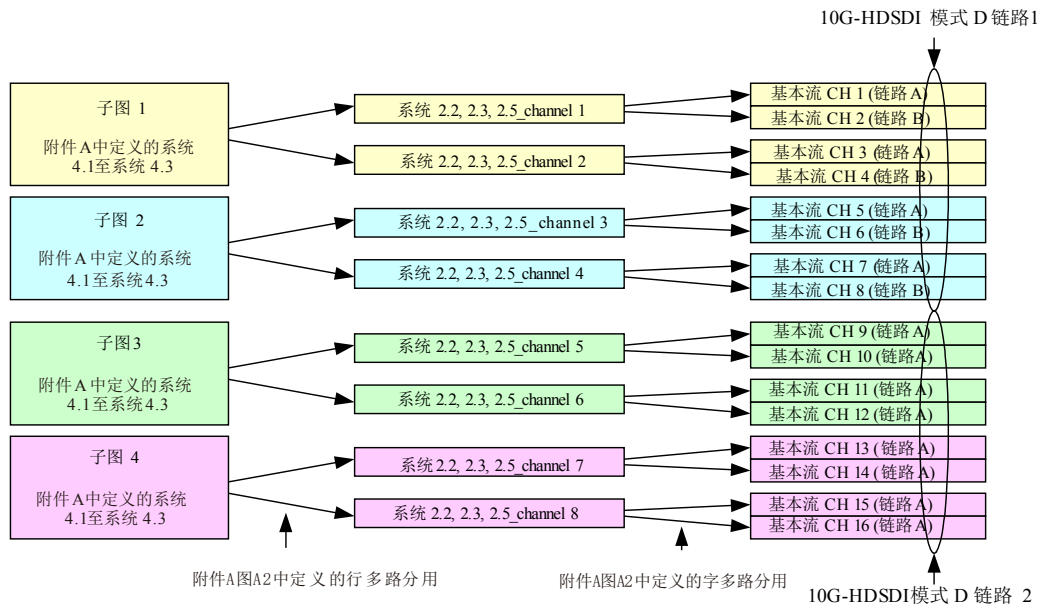 10G-HDSDI 模式 D 链路1
子图 1
附件A中定义的系统
4.1至系统 4.3
系统 2.2, 2.3, 2.5_channel 1
系统 2.2, 2.3, 2.5_channel 2
基本流 CH 1 (链路 A)
基本流 CH 2 (链路 B)
基本流 CH 3 (链路 A)
基本流 CH 4 (链路 B)
子图 2
附件A中定义的系统
4.1至系统4.3
系统 2.2, 2.3, 2.5_channel 3
系统 2.2, 2.3, 2.5_channel 4
基本流 CH 5 (链路 A)
基本流 CH 6 (链路 B)
基本流 CH 7 (链路 A)
基本流 CH 8 (链路 B)
子图3
附件A中定义的系统
4.1至系统4.3
系统 2.2, 2.3, 2.5_channel 5
系统 2.2, 2.3, 2.5_channel 6
基本流 CH 9 (链路 A)
基本流 CH 10 (链路 A)
基本流 CH 11 (链路 A)
基本流 CH 12 (链路 A)
子图 4
附件A中定义的系统
4.1至系统 4.3
系统 2.2, 2.3, 2.5_channel 7
系统 2.2, 2.3, 2.5_channel 8
基本流 CH 13 (链路 A)
基本流 CH 14 (链路 A)
基本流 CH 15 (链路 A)
基本流 CH 16 (链路 A)
附件A图A2中定义的行多路分用
附件A图A2中定义的字多路分用
10G-HDSDI模式 D 链路 2